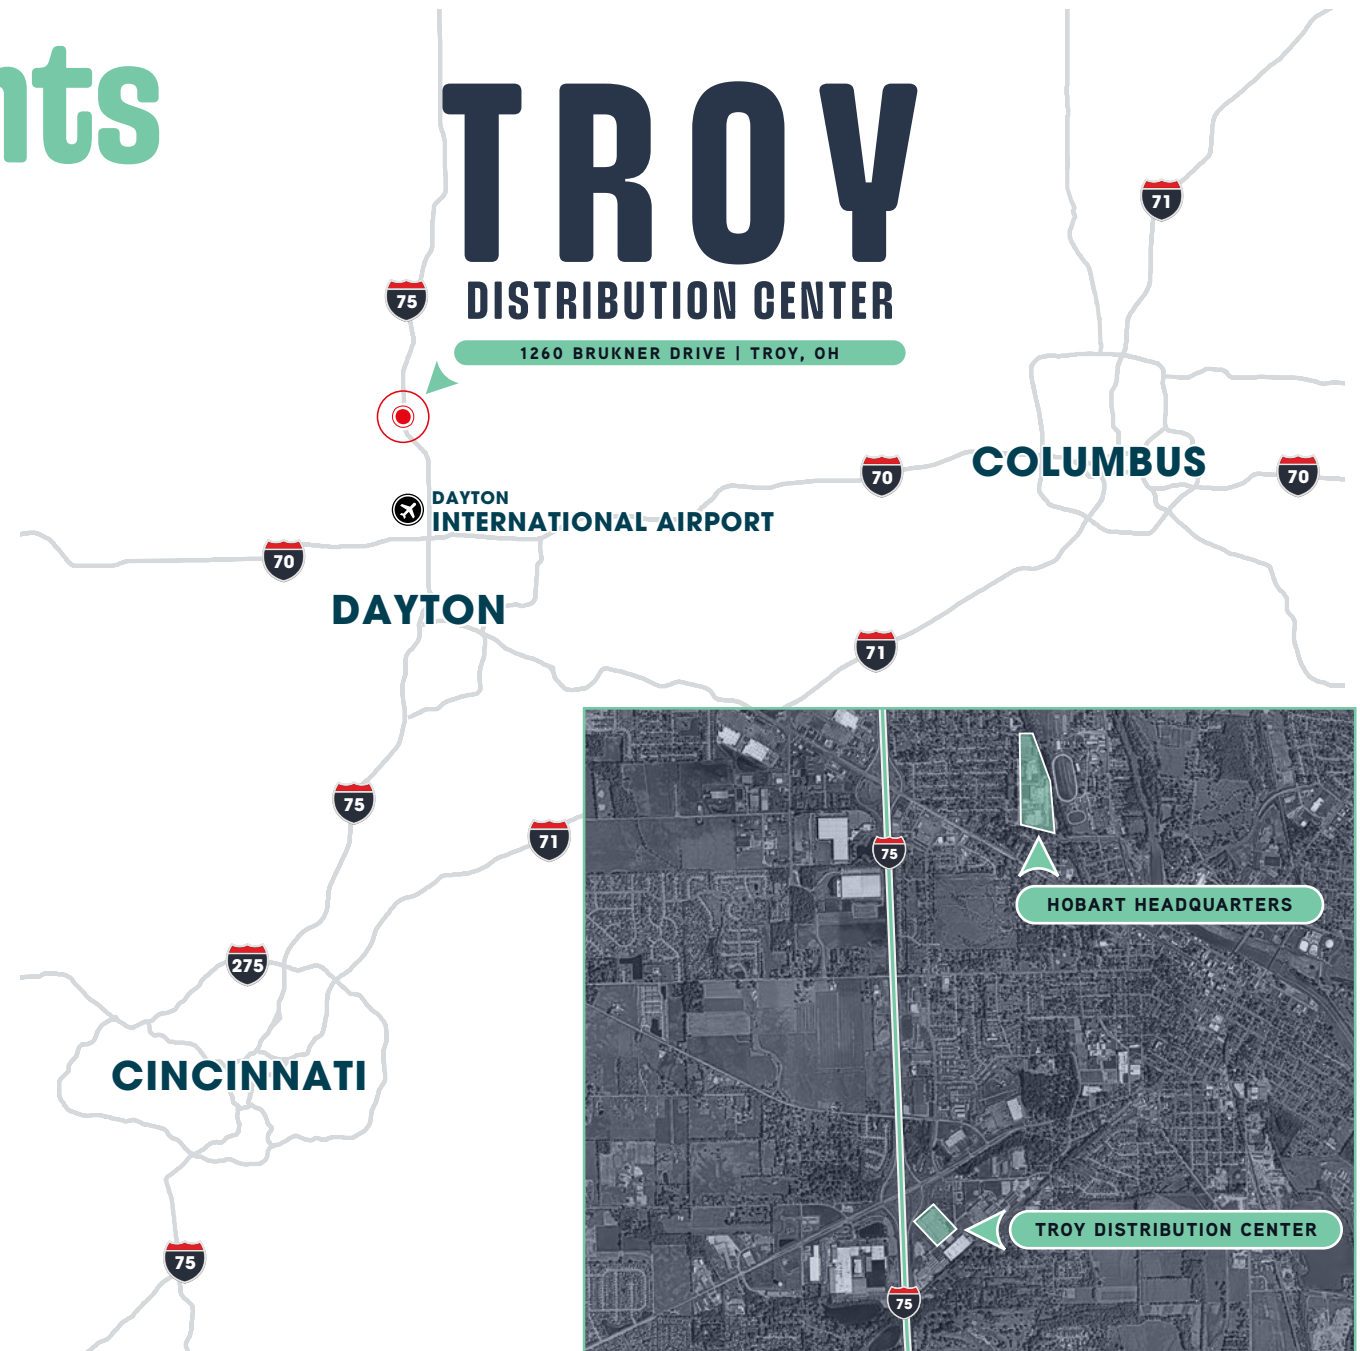 nts
TROY
DISTRIBUTION CENTER
1260 BRUKNER DRIVE | TROY, OH
71
75
COLUMBUS
70
70
DAYTON
INTERNATIONAL AIRPORT
70
DAYTON
71
75
71
75
HOBART HEADQUARTERS
275
CINCINNATI
TROY DISTRIBUTION CENTER
75
75